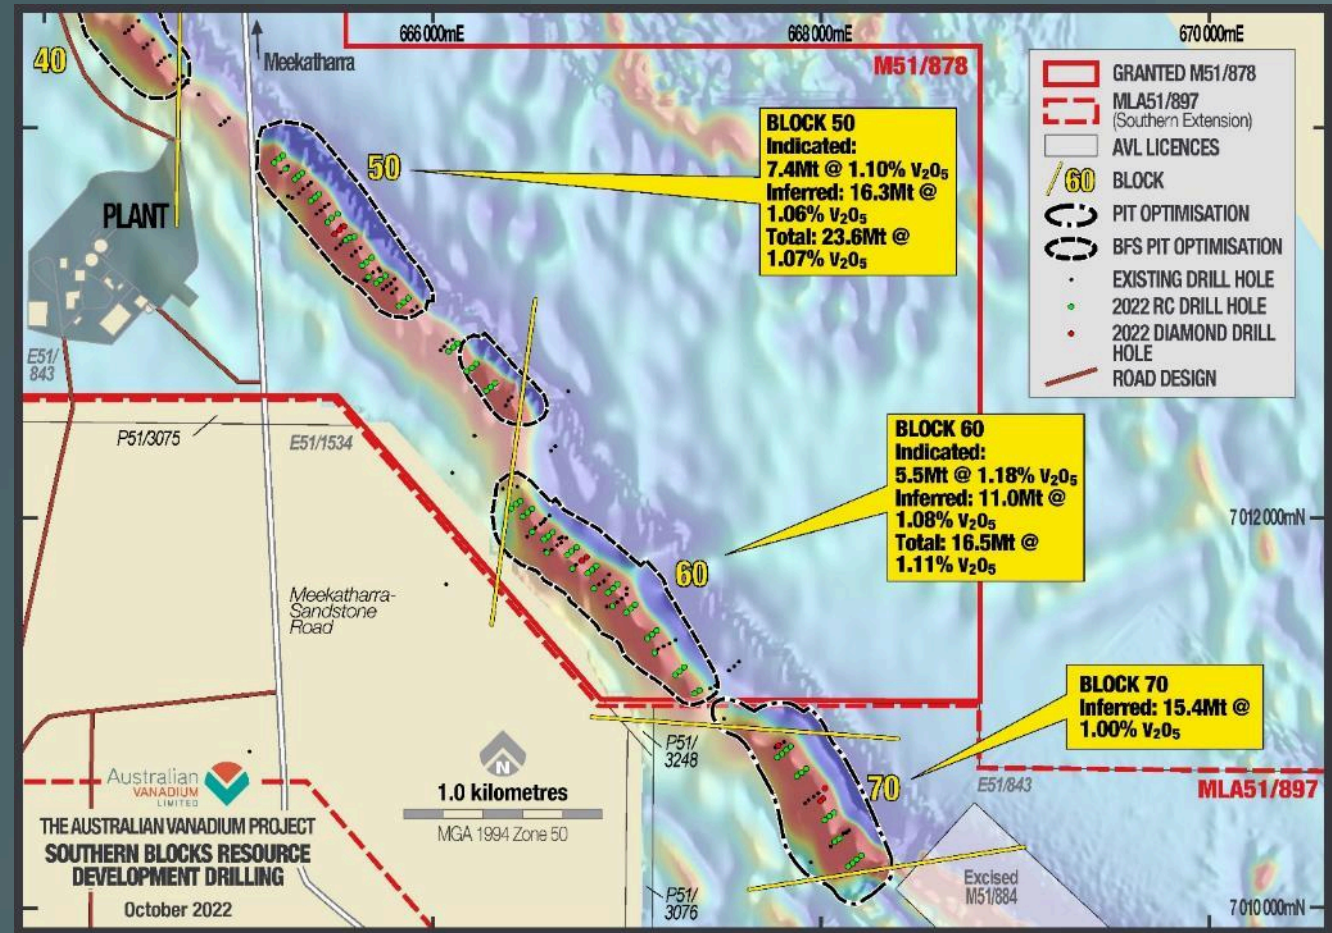 40
Meekatharra
666 000mE
668 000mE
670 000mE
M51/878
GRANTED M51/878
MLA51/897
(Southern Extension)
AVL LICENCES
60
BLOCK
PIT OPTIMISATION
BFS PIT OPTIMISATION
EXISTING DRILL HOLE
2022 RC DRILL HOLE
2022 DIAMOND DRILL
HOLE
ROAD DESIGN
BLOCK 50
Indicated:
7.4Mt @ 1.10% V₂O₅
Inferred: 16.3Mt @
1.06% V₂O₅
Total: 23.6Mt @
1.07% V₂O₅
50
PLANT
E51/
843
P51/3075
E51/1534
BLOCK 60
Indicated:
5.5Mt @ 1.18% V₂O₅
Inferred: 11.0Mt @
1.08% V₂O₅
Total: 16.5Mt @
1.11% V₂O₅
7 012 000mN
60
Meekatharra-
Sandstone
Road
BLOCK 70
Inferred: 15.4Mt @
1.00% V₂O₅
P51/
3248
70
E51/843
MLA51/897
Australian
VANADIUM
LIMITED
THE AUSTRALIAN VANADIUM PROJECT
SOUTHERN BLOCKS RESOURCE
DEVELOPMENT DRILLING
October 2022
N
1.0 kilometres
MGA 1994 Zone 50
P51/
3076
Excised
M51/884
7 010 000mN